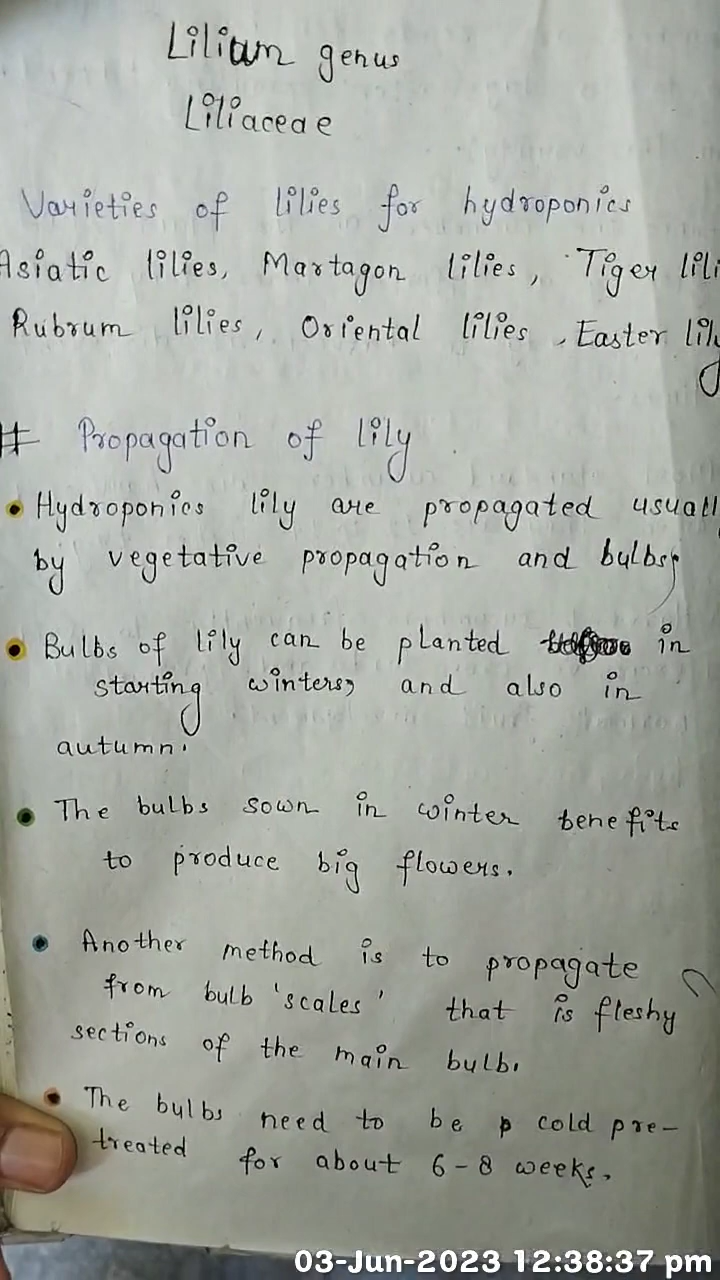 Lilium genus
Liliaceae
Varieties of lilies for hydroponics
Asiatic lilies, Martagon lilies, Tiger lili
Rubrum lilies, Oriental lilies, Easter lily
# Propagation of lily
• Hydroponics lily are propagated usuall
by vegetative propagation and bulbs,
• Bulbs of lily can be planted in
starting winters, and also in
autumn.
• The bulbs sown in winter benefits
to produce big flowers.
• Another method is to propagate
from bulb 'scales' that is fleshy
sections of the main bulb.
• The bulbs need to be cold pre-
treated for about 6-8 weeks.
03-Jun-2023 12:38:37 pm